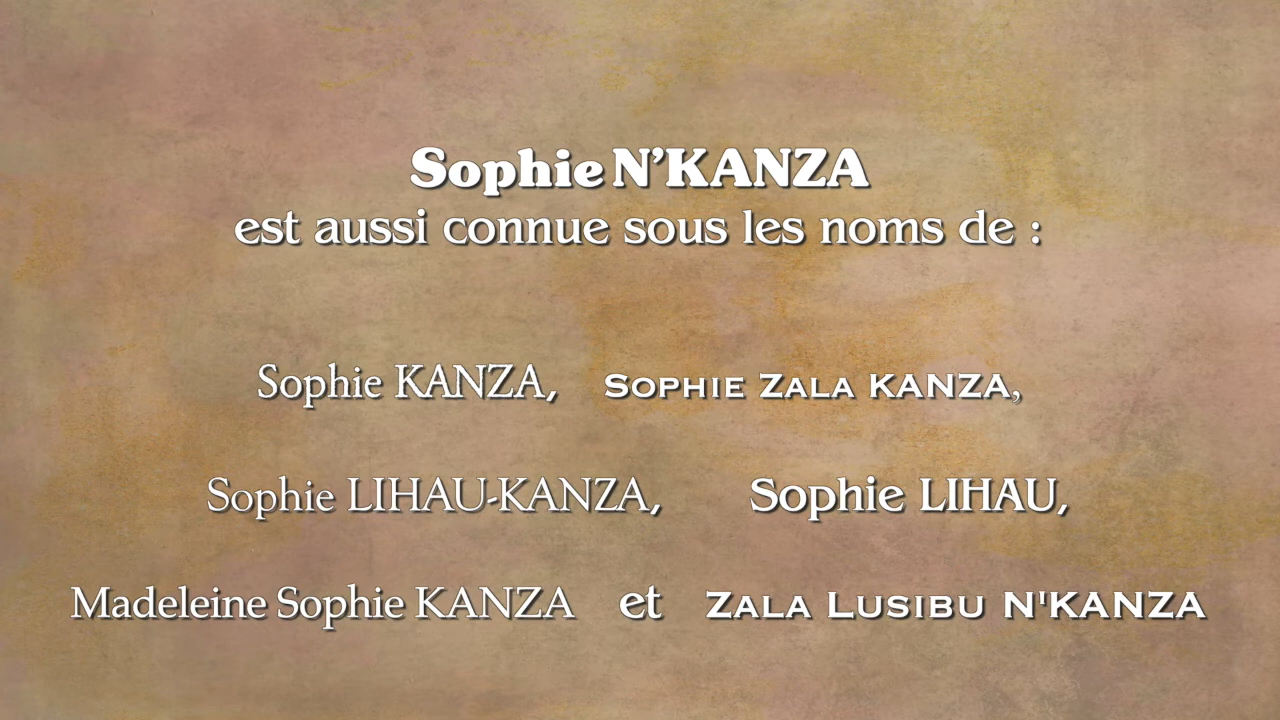 Sophie N’KANZA
est aussi connue sous les noms de :
Sophie KANZA, Sophie Zala KANZA,
Sophie LIHAU-KANZA, Sophie LIHAU,
Madeleine Sophie KANZA et Zala Lusibu N'KANZA